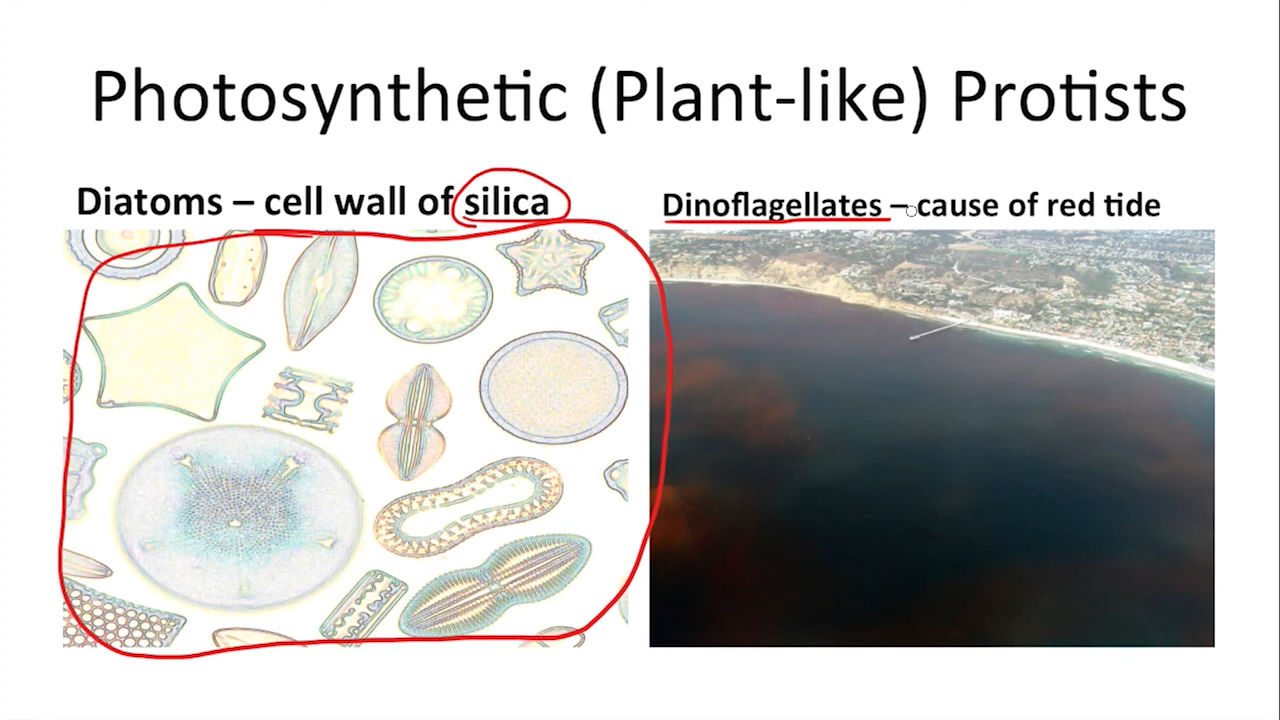 Photosynthetic (Plant-like) Protists
Diatoms – cell wall of silica
Dinoflagellates – cause of red tide